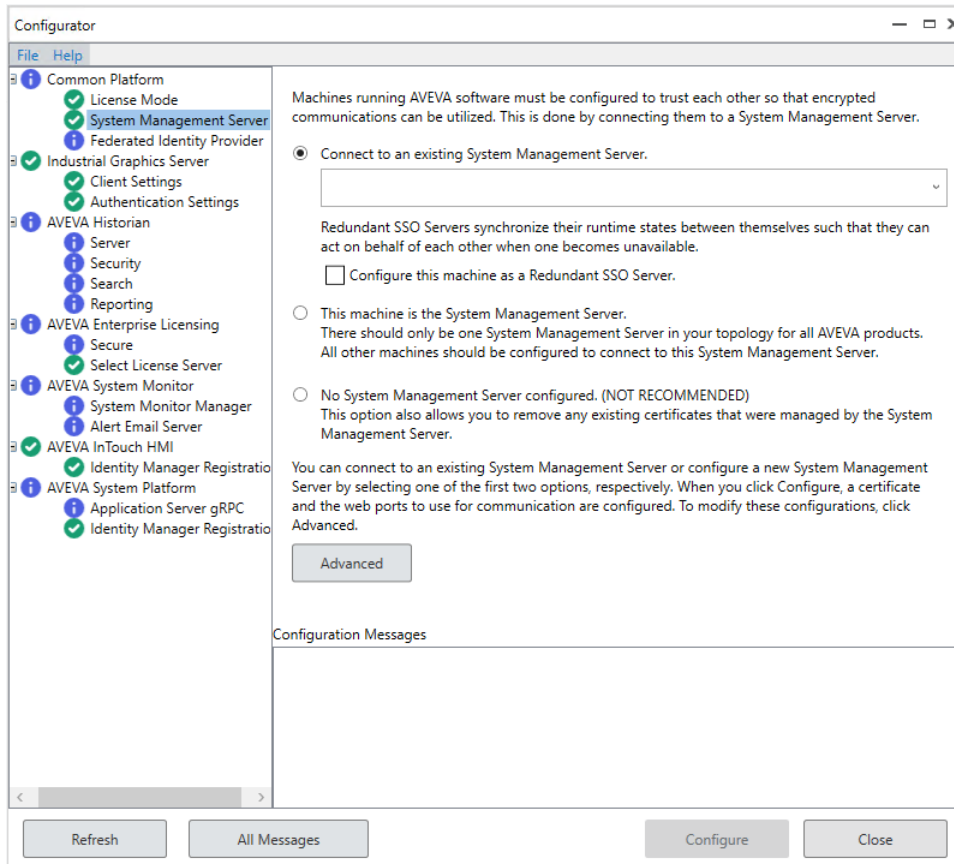 Configurator
File Help
Common Platform
License Mode
System Management Server
Federated Identity Provider
Industrial Graphics Server
Client Settings
Authentication Settings
AVEVA Historian
Server
Security
Search
Reporting
AVEVA Enterprise Licensing
Secure
Select License Server
AVEVA System Monitor
System Monitor Manager
Alert Email Server
AVEVA InTouch HMI
Identity Manager Registratio
AVEVA System Platform
Application Server gRPC
Identity Manager Registratio
Machines running AVEVA software must be configured to trust each other so that encrypted
communications can be utilized. This is done by connecting them to a System Management Server.
Connect to an existing System Management Server.
Redundant SSO Servers synchronize their runtime states between themselves such that they can
act on behalf of each other when one becomes unavailable.
Configure this machine as a Redundant SSO Server.
This machine is the System Management Server.
There should only be one System Management Server in your topology for all AVEVA products.
All other machines should be configured to connect to this System Management Server.
No System Management Server configured. (NOT RECOMMENDED)
This option also allows you to remove any existing certificates that were managed by the System
Management Server.
You can connect to an existing System Management Server or configure a new System Management
Server by selecting one of the first two options, respectively. When you click Configure, a certificate
and the web ports to use for communication are configured. To modify these configurations, click
Advanced.
Advanced
Configuration Messages
Refresh
All Messages
Configure
Close